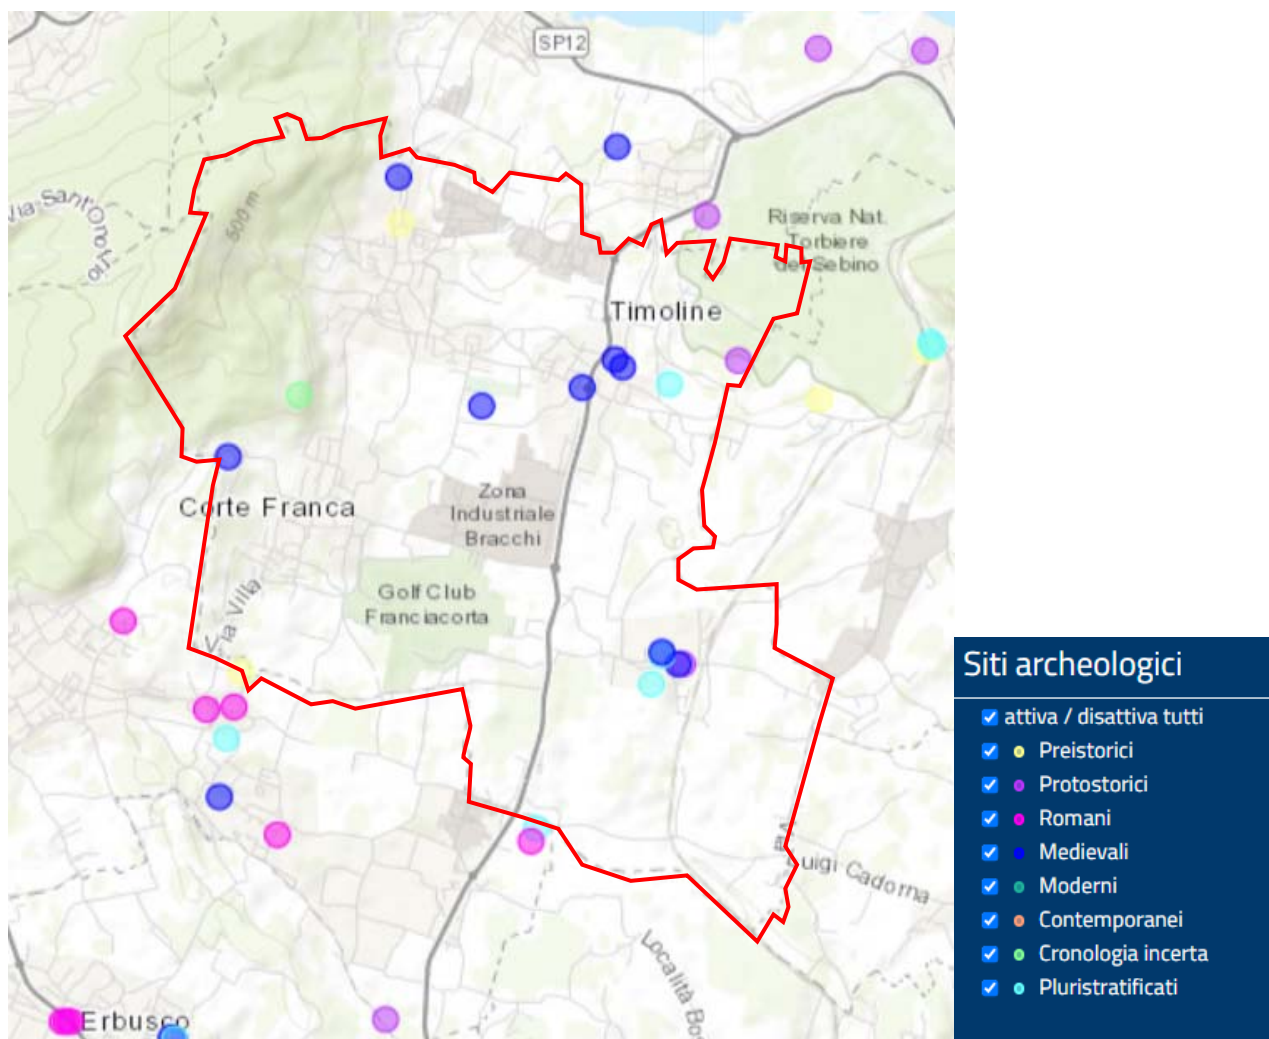 SP12
Via Sant'Onofrio
500 m
Riserva Nat.
Torbiere
del Sebino
Timoline
Corte Franca
Zona
Industriale
Bracchi
Golf Club
Franciacorta
Via Villa
Via
Luigi Cadorna
Località
Erbusco
Siti archeologici
attiva / disattiva tutti
Preistorici
Protostorici
Romani
Medievali
Moderni
Contemporanei
Cronologia incerta
Pluristratificati